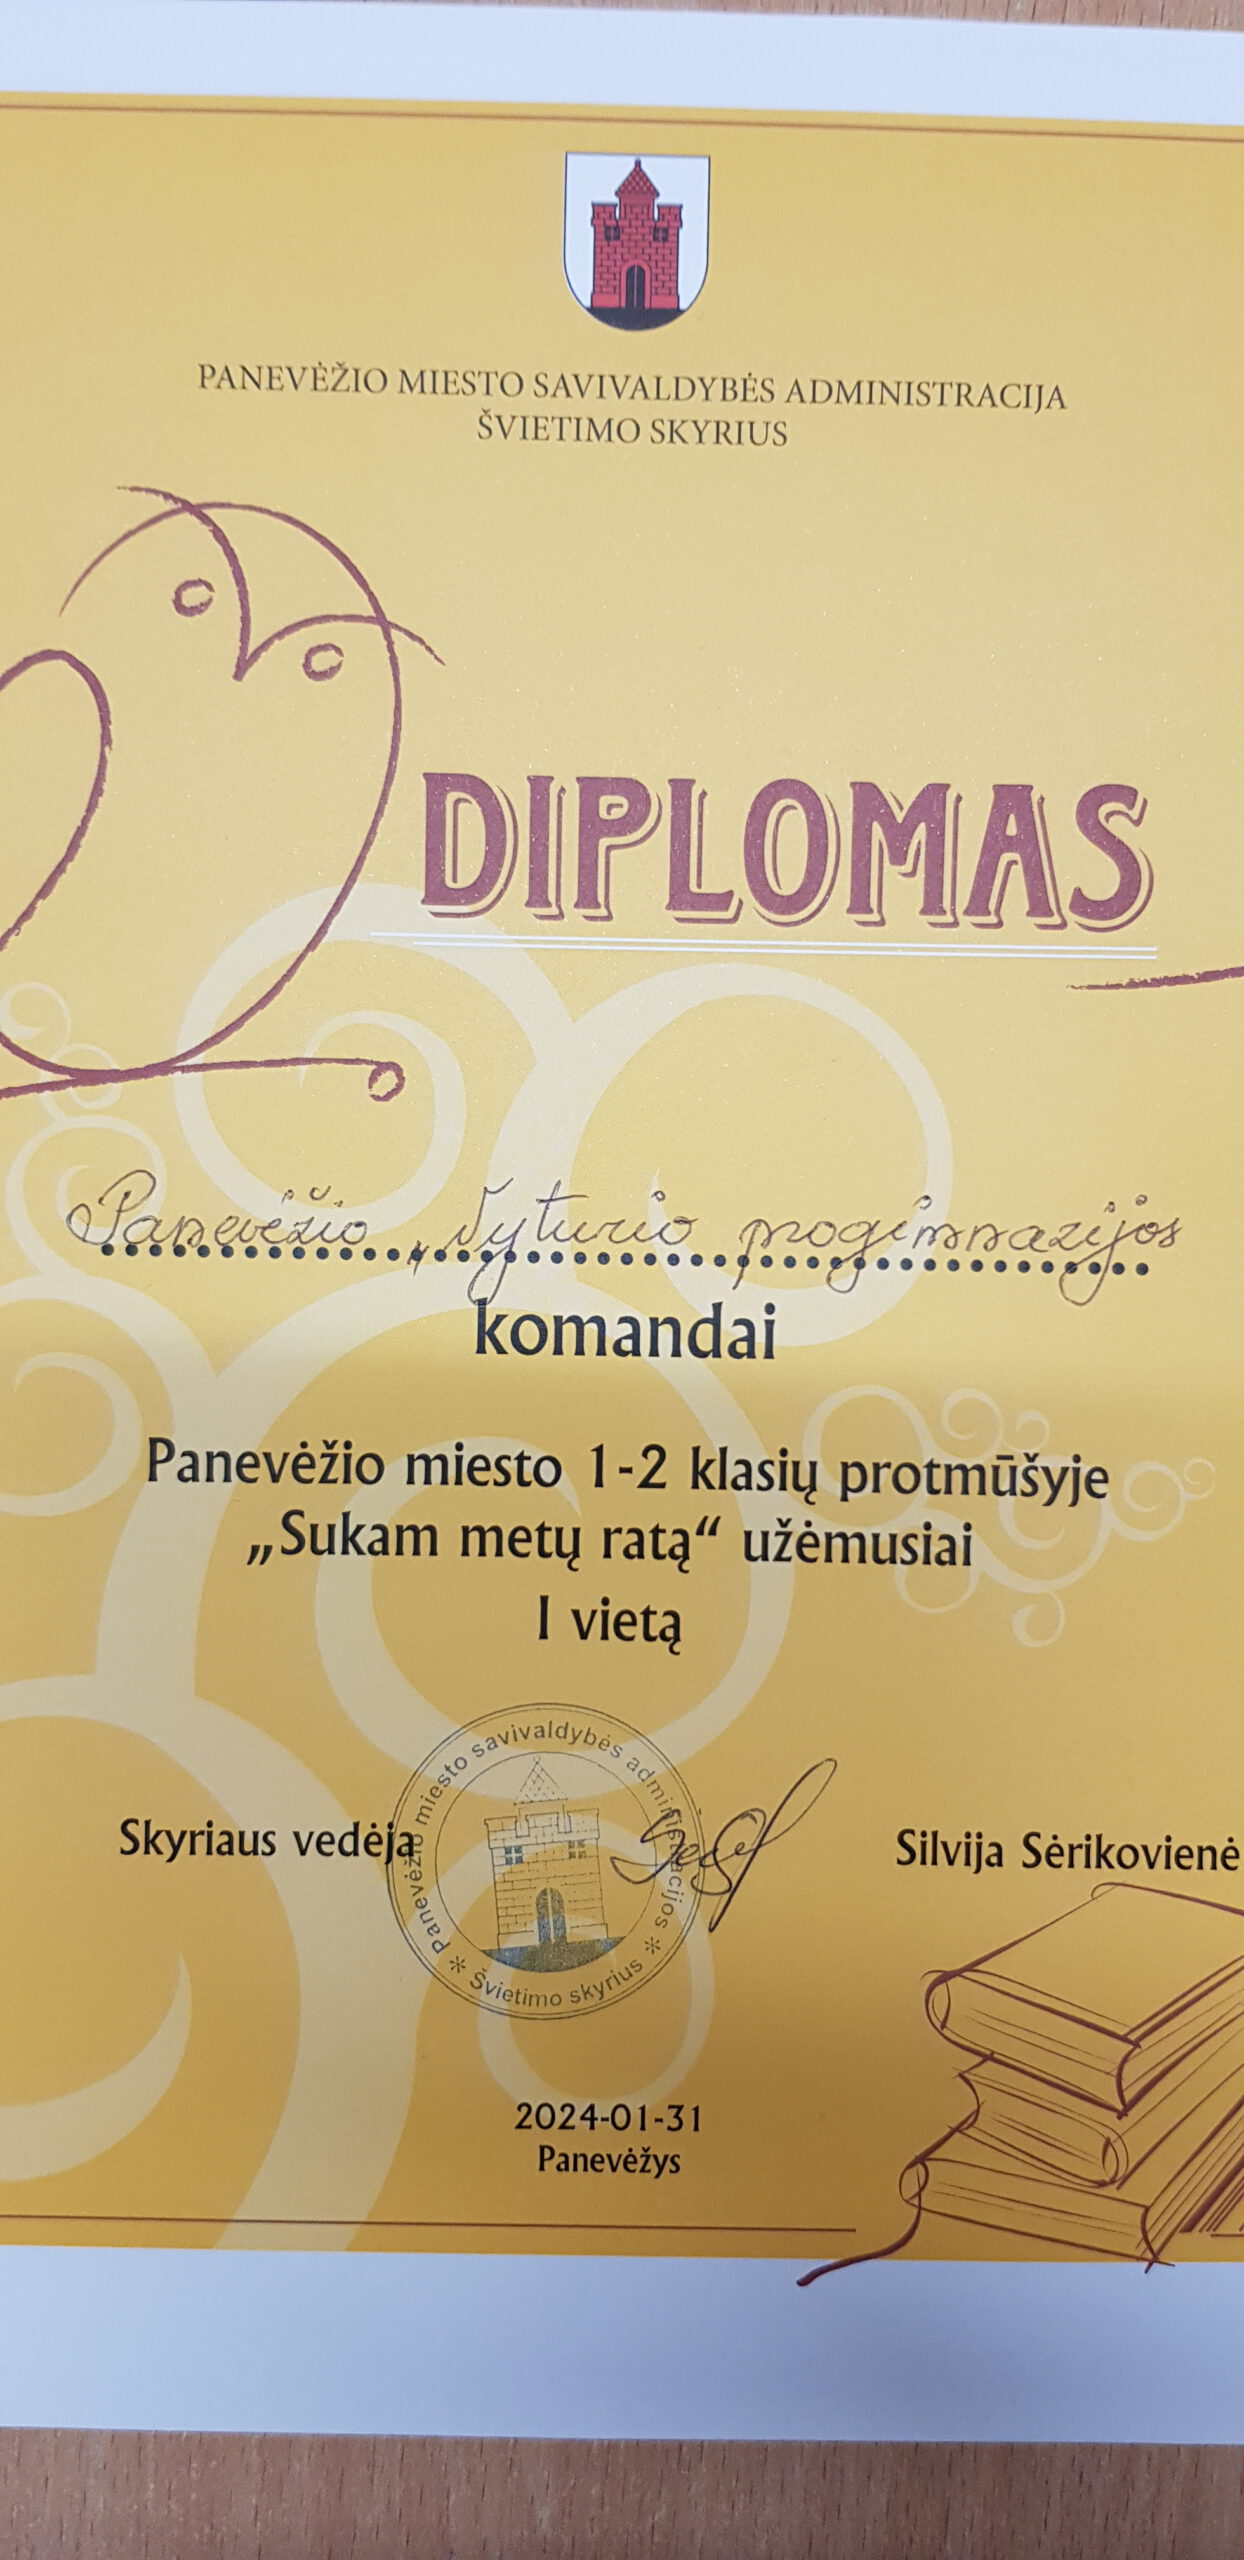 PANEVĖŽIO MIESTO SAVIVALDYBĖS ADMINISTRACIJA
ŠVIETIMO SKYRIUS
DIPLOMAS
Panevėžio „Vyturio progimnazijos
komandai
Panevėžio miesto 1-2 klasių protmūšyje
„Sukam metų ratą“ užėmusiai
I vietą
Skyriaus vedėja
Silvija Sėrikovienė
Panevėžio miesto savivaldybės administracijos
* Švietimo skyrius *
2024-01-31
Panevėžys